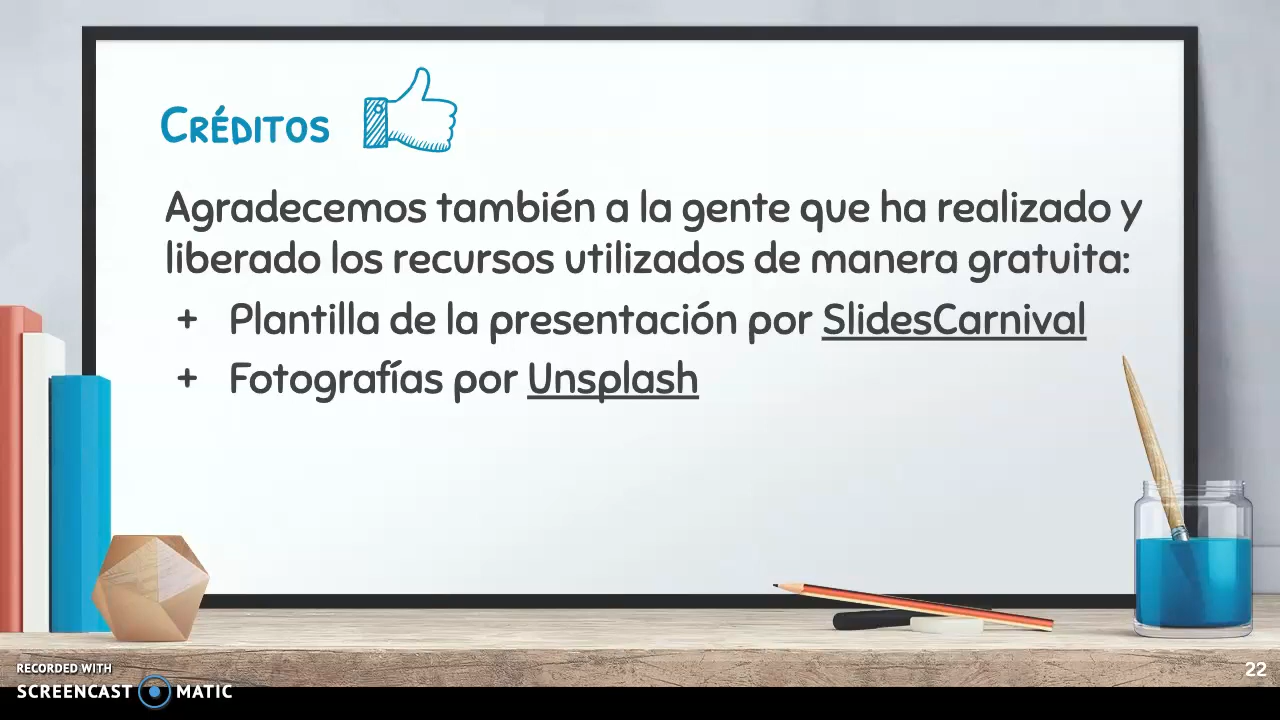 Créditos
Agradecemos también a la gente que ha realizado y
liberado los recursos utilizados de manera gratuita:
+ Plantilla de la presentación por SlidesCarnival
+ Fotografías por Unsplash
RECORDED WITH
SCREENCAST MATIC
22